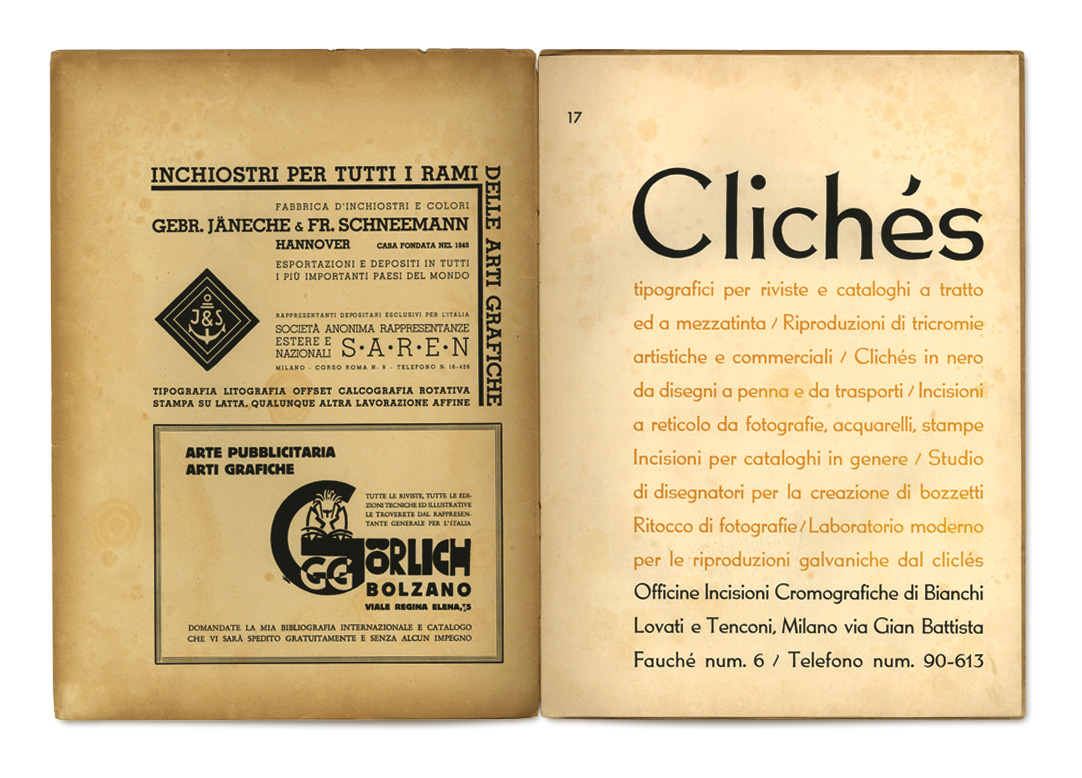 INCHIOSTRI PER TUTTI I RAMI
DELLE ARTI GRAFICHE
FABBRICA D'INCHIOSTRI E COLORI
GEBR. JÄNECHE & FR. SCHNEEMANN
HANNOVER CASA FONDATA NEL 1843
ESPORTAZIONI E DEPOSITI IN TUTTI
I PIÙ IMPORTANTI PAESI DEL MONDO
J&S
RAPPRESENTANTI DEPOSITARI ESCLUSIVI PER L'ITALIA
SOCIETÀ ANONIMA RAPPRESENTANZE
ESTERE E
NAZIONALI S·A·R·E·N
MILANO - CORSO ROMA N. 9 - TELEFONO N. 16-426
TIPOGRAFIA LITOGRAFIA OFFSET CALCOGRAFIA ROTATIVA
STAMPA SU LATTA, QUALUNQUE ALTRA LAVORAZIONE AFFINE
ARTE PUBBLICITARIA
ARTI GRAFICHE
TUTTE LE RIVISTE, TUTTE LE EDI-
ZIONI TECNICHE ED ILLUSTRATIVE
LE TROVERETE DAL RAPPRESEN-
TANTE GENERALE PER L'ITALIA
GG
GÖRLICH
BOLZANO
VIALE REGINA ELENA, 5
DOMANDATE LA MIA BIBLIOGRAFIA INTERNAZIONALE E CATALOGO
CHE VI SARÀ SPEDITO GRATUITAMENTE E SENZA ALCUN IMPEGNO
17
Clichés
tipografici per riviste e cataloghi a tratto
ed a mezzatinta / Riproduzioni di tricromie
artistiche e commerciali / Clichés in nero
da disegni a penna e da trasporti / Incisioni
a reticolo da fotografie, acquarelli, stampe
Incisioni per cataloghi in genere / Studio
di disegnatori per la creazione di bozzetti
Ritocco di fotografie / Laboratorio moderno
per le riproduzioni galvaniche dal cliclés
Officine Incisioni Cromografiche di Bianchi
Lovati e Tenconi, Milano via Gian Battista
Fauché num. 6 / Telefono num. 90-613